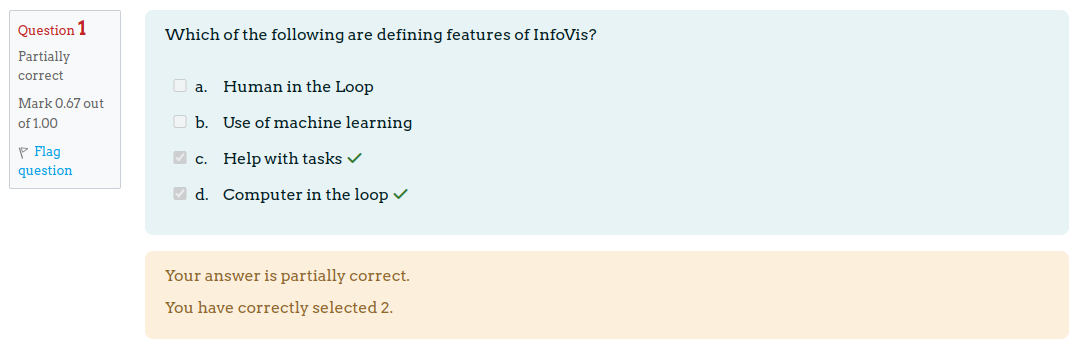 Question 1
Partially
correct
Mark 0.67 out
of 1.00
Flag
question
Which of the following are defining features of InfoVis?
a. Human in the Loop
b. Use of machine learning
c. Help with tasks
d. Computer in the loop
Your answer is partially correct.
You have correctly selected 2.